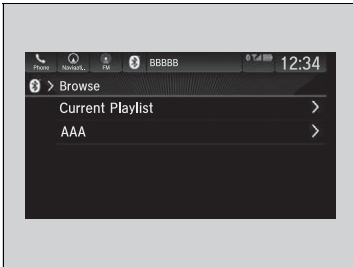 Phone Navigati.. FM BBBBB 12:34
> Browse
Current Playlist >
AAA >